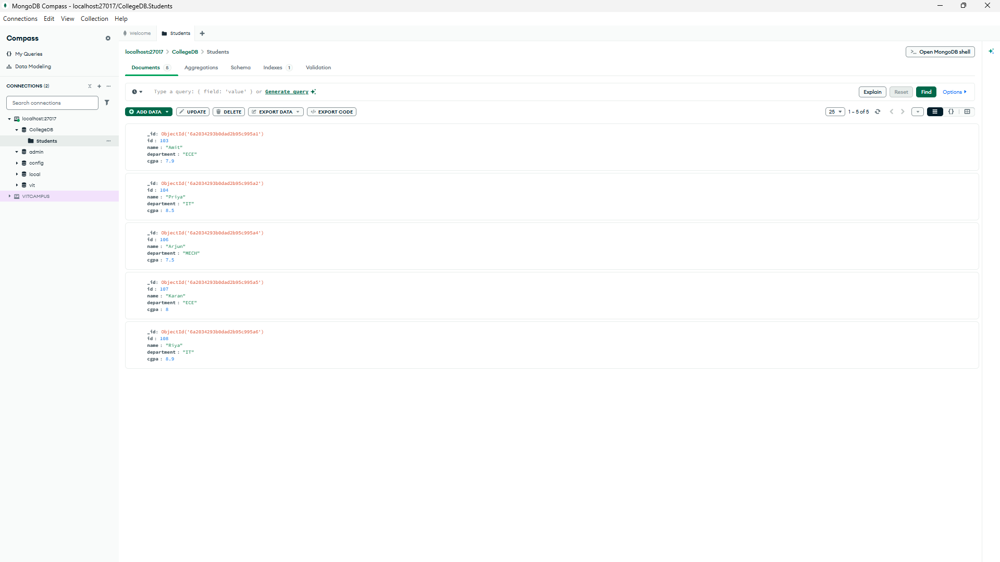 MongoDB Compass - localhost:27017/CollegeDB.Students
Connections Edit View Collection Help
Compass
My Queries
Data Modeling
CONNECTIONS (2)
Search connections
localhost:27017
CollegeDB
Students
admin
config
local
vit
VITCAMPUS
Welcome
Students
localhost:27017 > CollegeDB > Students
>_ Open MongoDB shell
Documents 5 Aggregations Schema Indexes 1 Validation
Type a query: { field: 'value' } or Generate query
Explain Reset Find Options
ADD DATA UPDATE DELETE EXPORT DATA EXPORT CODE
25 1 – 5 of 5
_id: ObjectId('6a2034293b0dad2b95c995a1')
id : 103
name : "Amit"
department : "ECE"
cgpa : 7.9
_id: ObjectId('6a2034293b0dad2b95c995a2')
id : 104
name : "Priya"
department : "IT"
cgpa : 8.5
_id: ObjectId('6a2034293b0dad2b95c995a4')
id : 106
name : "Arjun"
department : "MECH"
cgpa : 7.5
_id: ObjectId('6a2034293b0dad2b95c995a5')
id : 107
name : "Karan"
department : "ECE"
cgpa : 8
_id: ObjectId('6a2034293b0dad2b95c995a6')
id : 108
name : "Riya"
department : "IT"
cgpa : 8.9